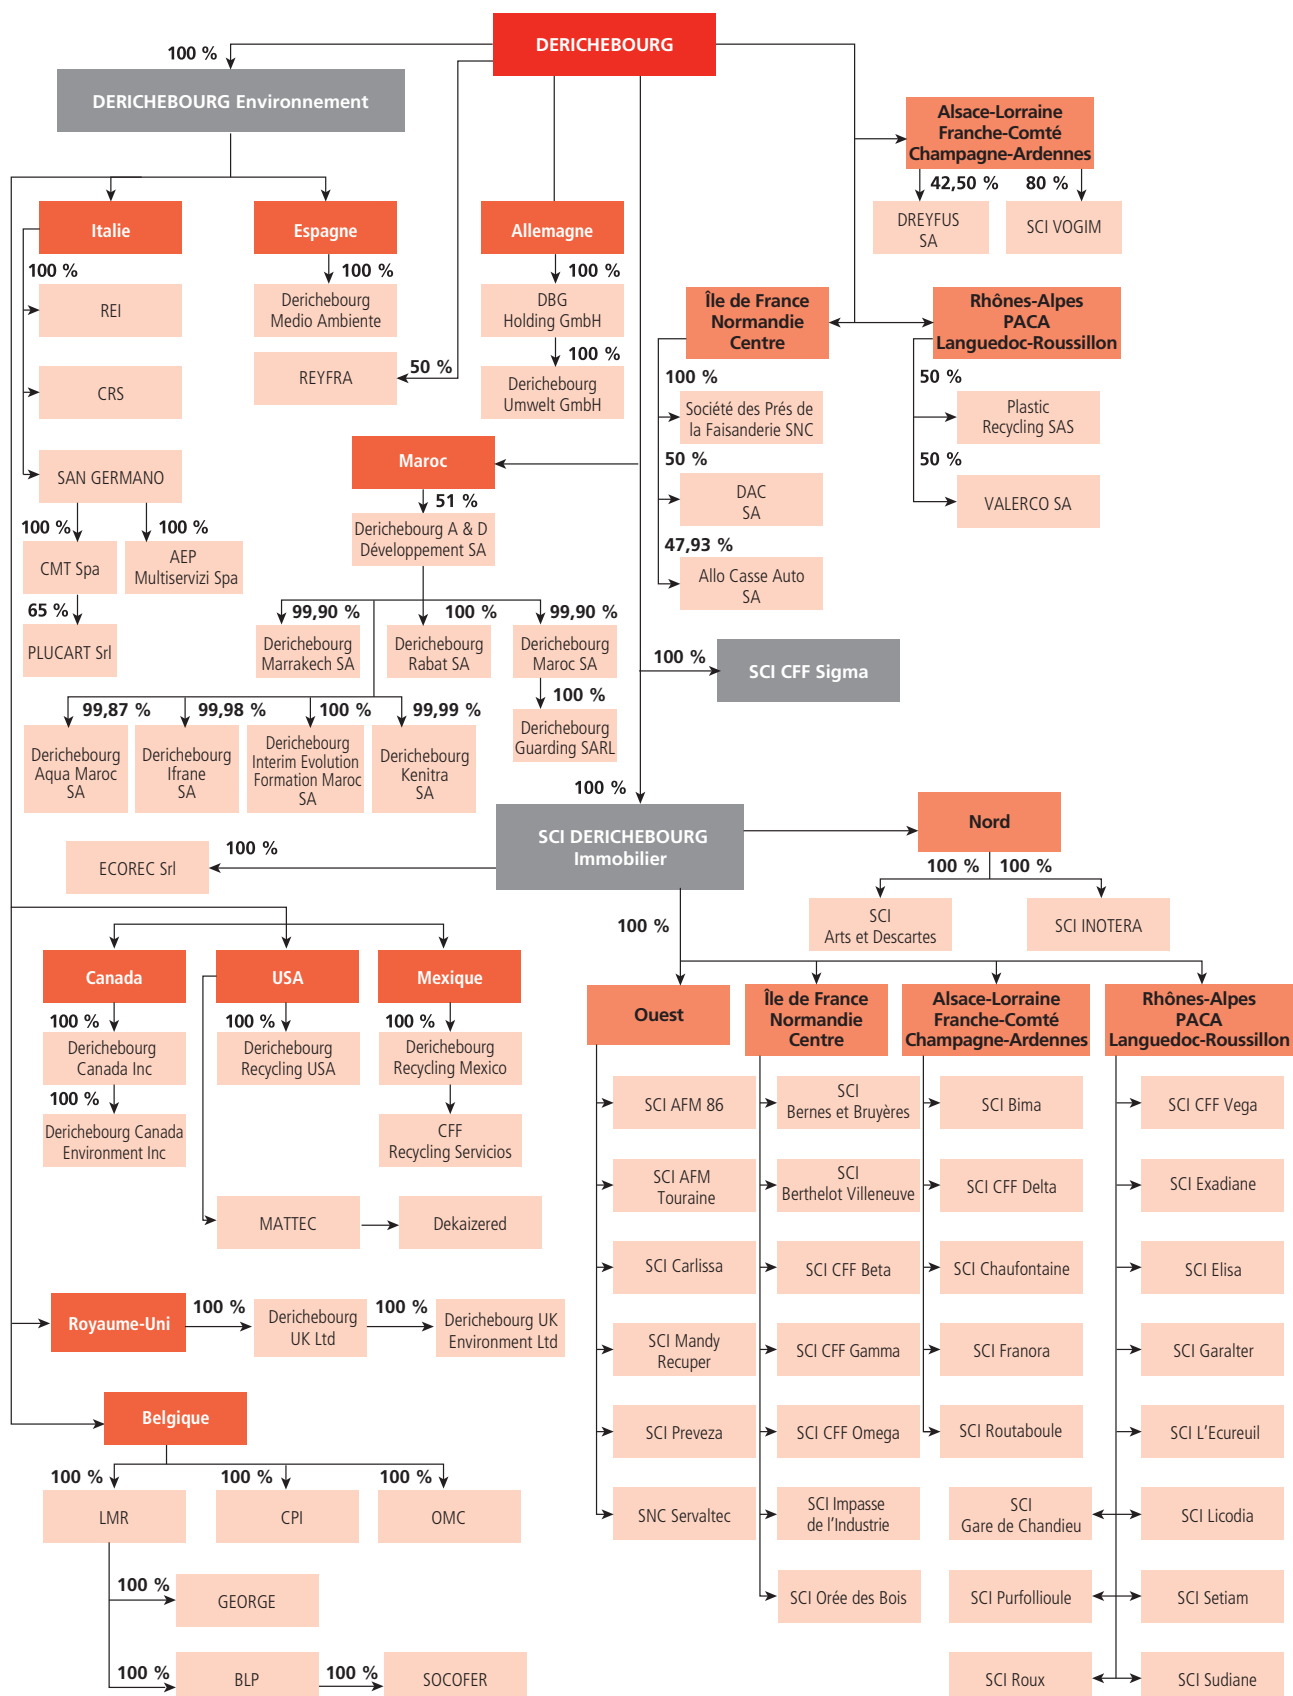 DERICHEBOURG
100 %
DERICHEBOURG Environnement
Alsace-Lorraine
Franche-Comté
Champagne-Ardennes
42,50 %
80 %
DREYFUS
SA
SCI VOGIM
Italie
Espagne
Allemagne
100 %
100 %
100 %
REI
Derichebourg
Medio Ambiente
DBG
Holding GmbH
Île de France
Normandie
Centre
Rhônes-Alpes
PACA
Languedoc-Roussillon
CRS
REYFRA
50 %
100 %
Derichebourg
Umwelt GmbH
100 %
Société des Prés de
la Faisanderie SNC
50 %
Plastic
Recycling SAS
SAN GERMANO
Maroc
50 %
DAC
SA
50 %
VALERCO SA
100 %
CMT Spa
100 %
AEP
Multiservizi Spa
51 %
Derichebourg A & D
Développement SA
47,93 %
Allo Casse Auto
SA
65 %
PLUCART Srl
99,90 %
Derichebourg
Marrakech SA
100 %
Derichebourg
Rabat SA
99,90 %
Derichebourg
Maroc SA
100 %
SCI CFF Sigma
99,87 %
Derichebourg
Aqua Maroc
SA
99,98 %
Derichebourg
Ifrane
SA
100 %
Derichebourg
Interim Evolution
Formation Maroc
SA
99,99 %
Derichebourg
Kenitra
SA
100 %
Derichebourg
Guarding SARL
100 %
SCI DERICHEBOURG
Immobilier
Nord
100 %
ECOREC Srl
100 %
100 %
SCI
Arts et Descartes
SCI INOTERA
100 %
Canada
USA
Mexique
100 %
Derichebourg
Canada Inc
100 %
Derichebourg
Recycling USA
100 %
Derichebourg
Recycling Mexico
100 %
Derichebourg Canada
Environment Inc
CFF
Recycling Servicios
MATTEC
Dekaizered
Ouest
Île de France
Normandie
Centre
Alsace-Lorraine
Franche-Comté
Champagne-Ardennes
Rhônes-Alpes
PACA
Languedoc-Roussillon
SCI AFM 86
SCI
Bernes et Bruyères
SCI Bima
SCI CFF Vega
SCI AFM
Touraine
SCI
Berthelot Villeneuve
SCI CFF Delta
SCI Exadiane
SCI Carlissa
SCI CFF Beta
SCI Chaufontaine
SCI Elisa
Royaume-Uni
100 %
Derichebourg
UK Ltd
100 %
Derichebourg UK
Environment Ltd
SCI Mandy
Recuper
SCI CFF Gamma
SCI Franora
SCI Garalter
Belgique
SCI Preveza
SCI CFF Omega
SCI Routaboule
SCI L'Ecureuil
100 %
LMR
100 %
CPI
100 %
OMC
SNC Servaltec
SCI Impasse
de l'Industrie
SCI
Gare de Chandieu
SCI Licodia
100 %
GEORGE
SCI Orée des Bois
SCI Purfollioule
SCI Setiam
100 %
BLP
100 %
SOCOFER
SCI Roux
SCI Sudiane